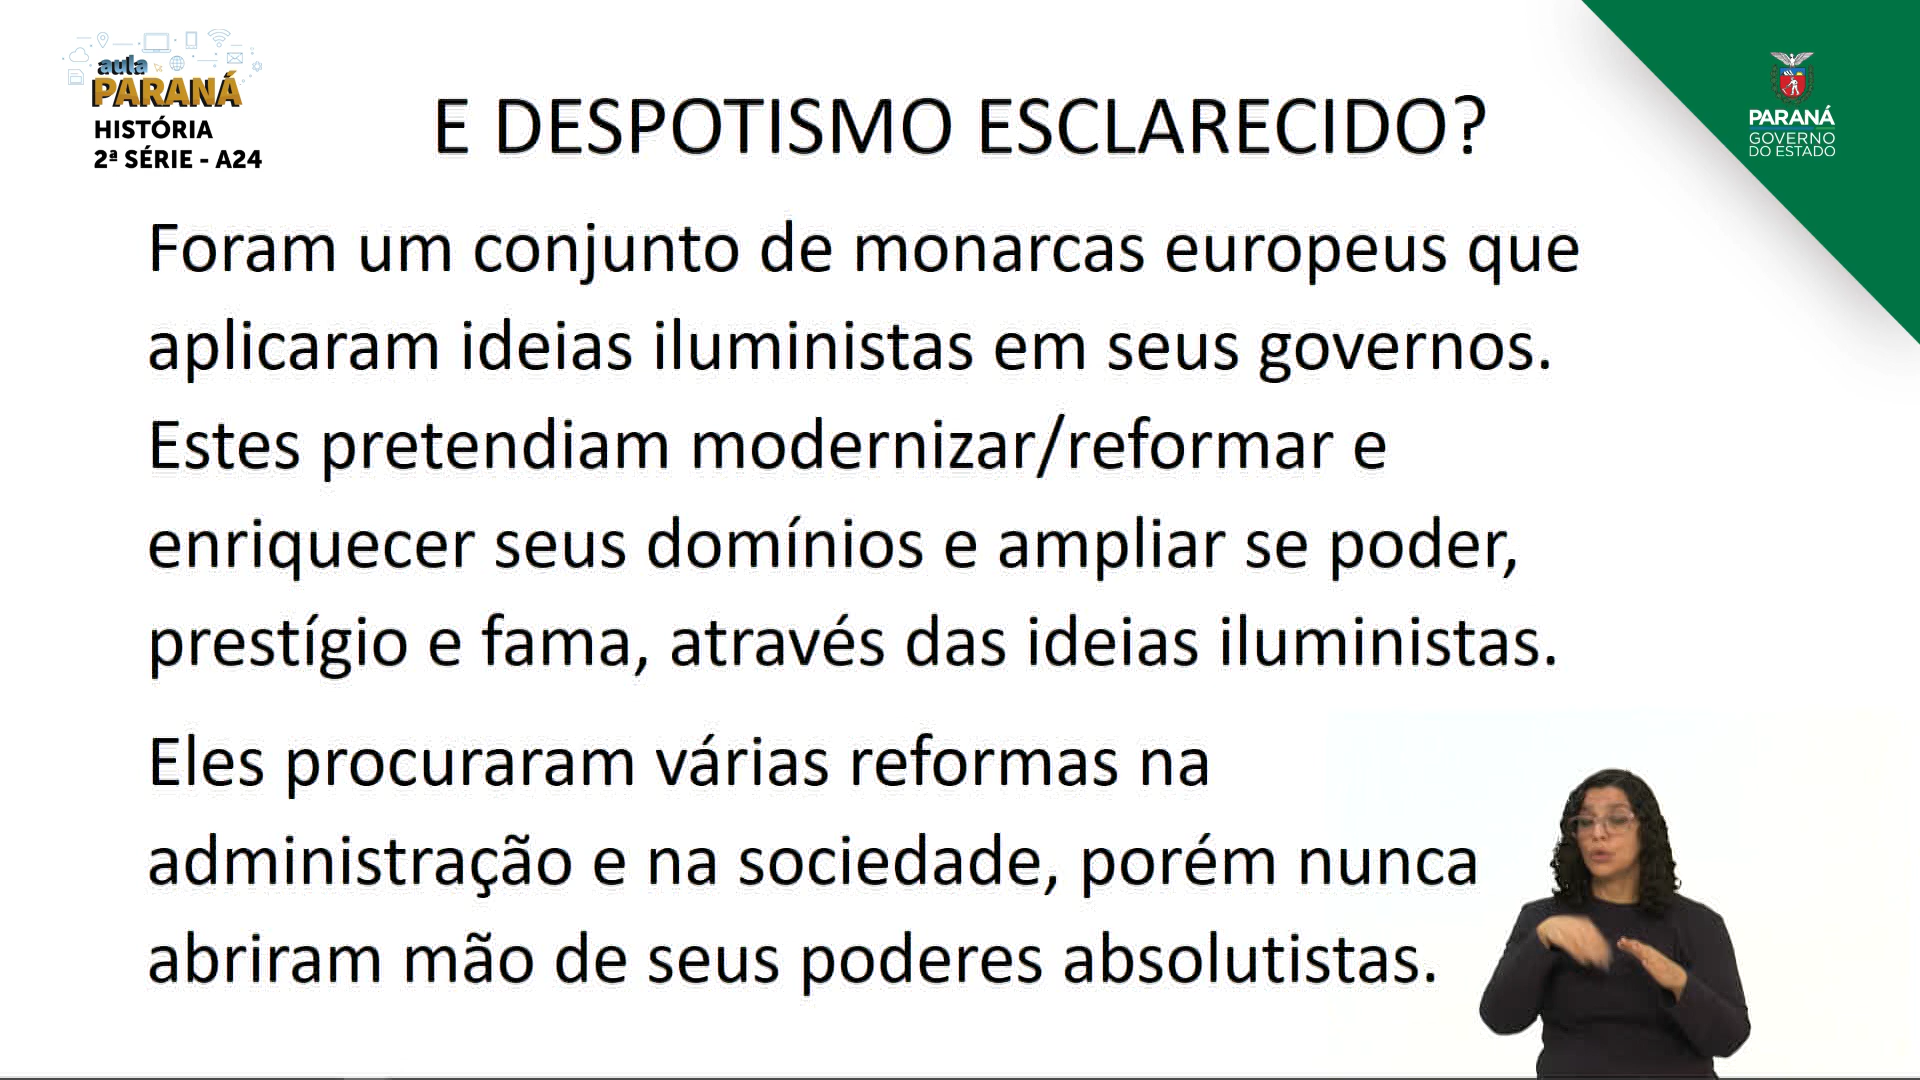 aula
PARANÁ
HISTÓRIA
2ª SÉRIE - A24
PARANÁ
GOVERNO
DO ESTADO
E DESPOTISMO ESCLARECIDO?
Foram um conjunto de monarcas europeus que
aplicaram ideias iluministas em seus governos.
Estes pretendiam modernizar/reformar e
enriquecer seus domínios e ampliar se poder,
prestígio e fama, através das ideias iluministas.
Eles procuraram várias reformas na
administração e na sociedade, porém nunca
abriram mão de seus poderes absolutistas.